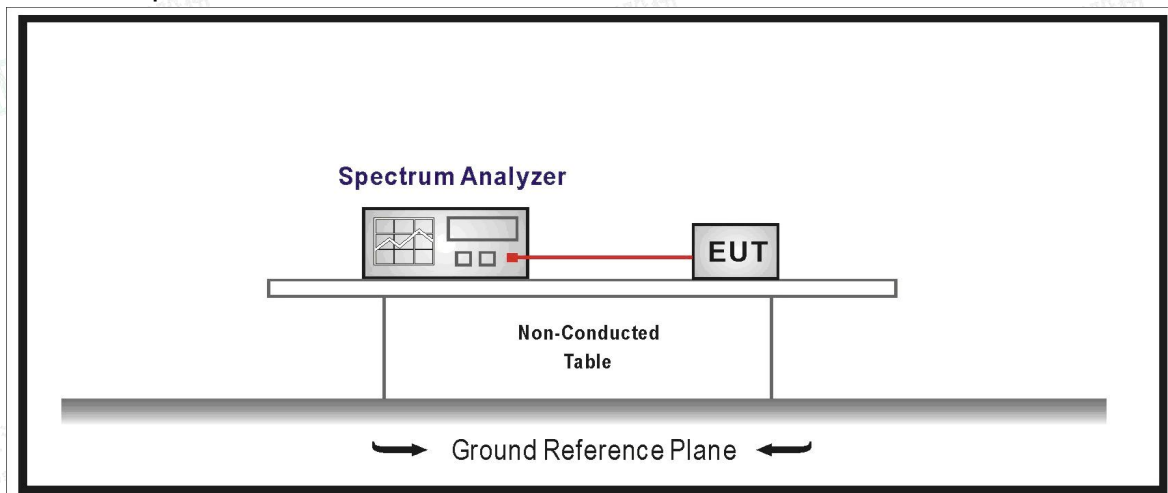 Spectrum Analyzer
EUT
Non-Conducted
Table
Ground Reference Plane